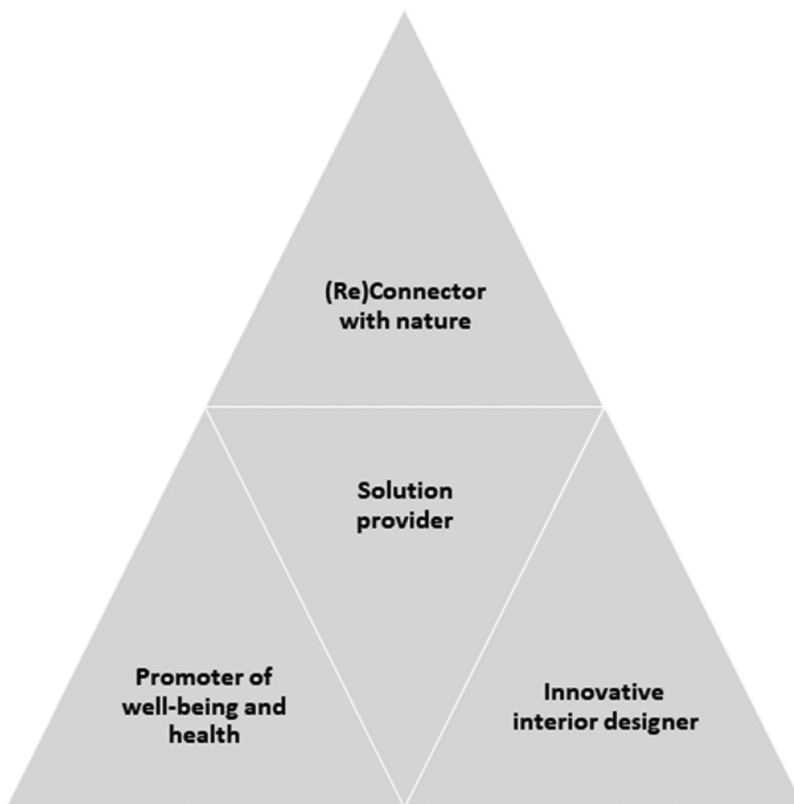 (Re)Connector
with nature
Solution
provider
Promoter of
well-being and
health
Innovative
interior designer